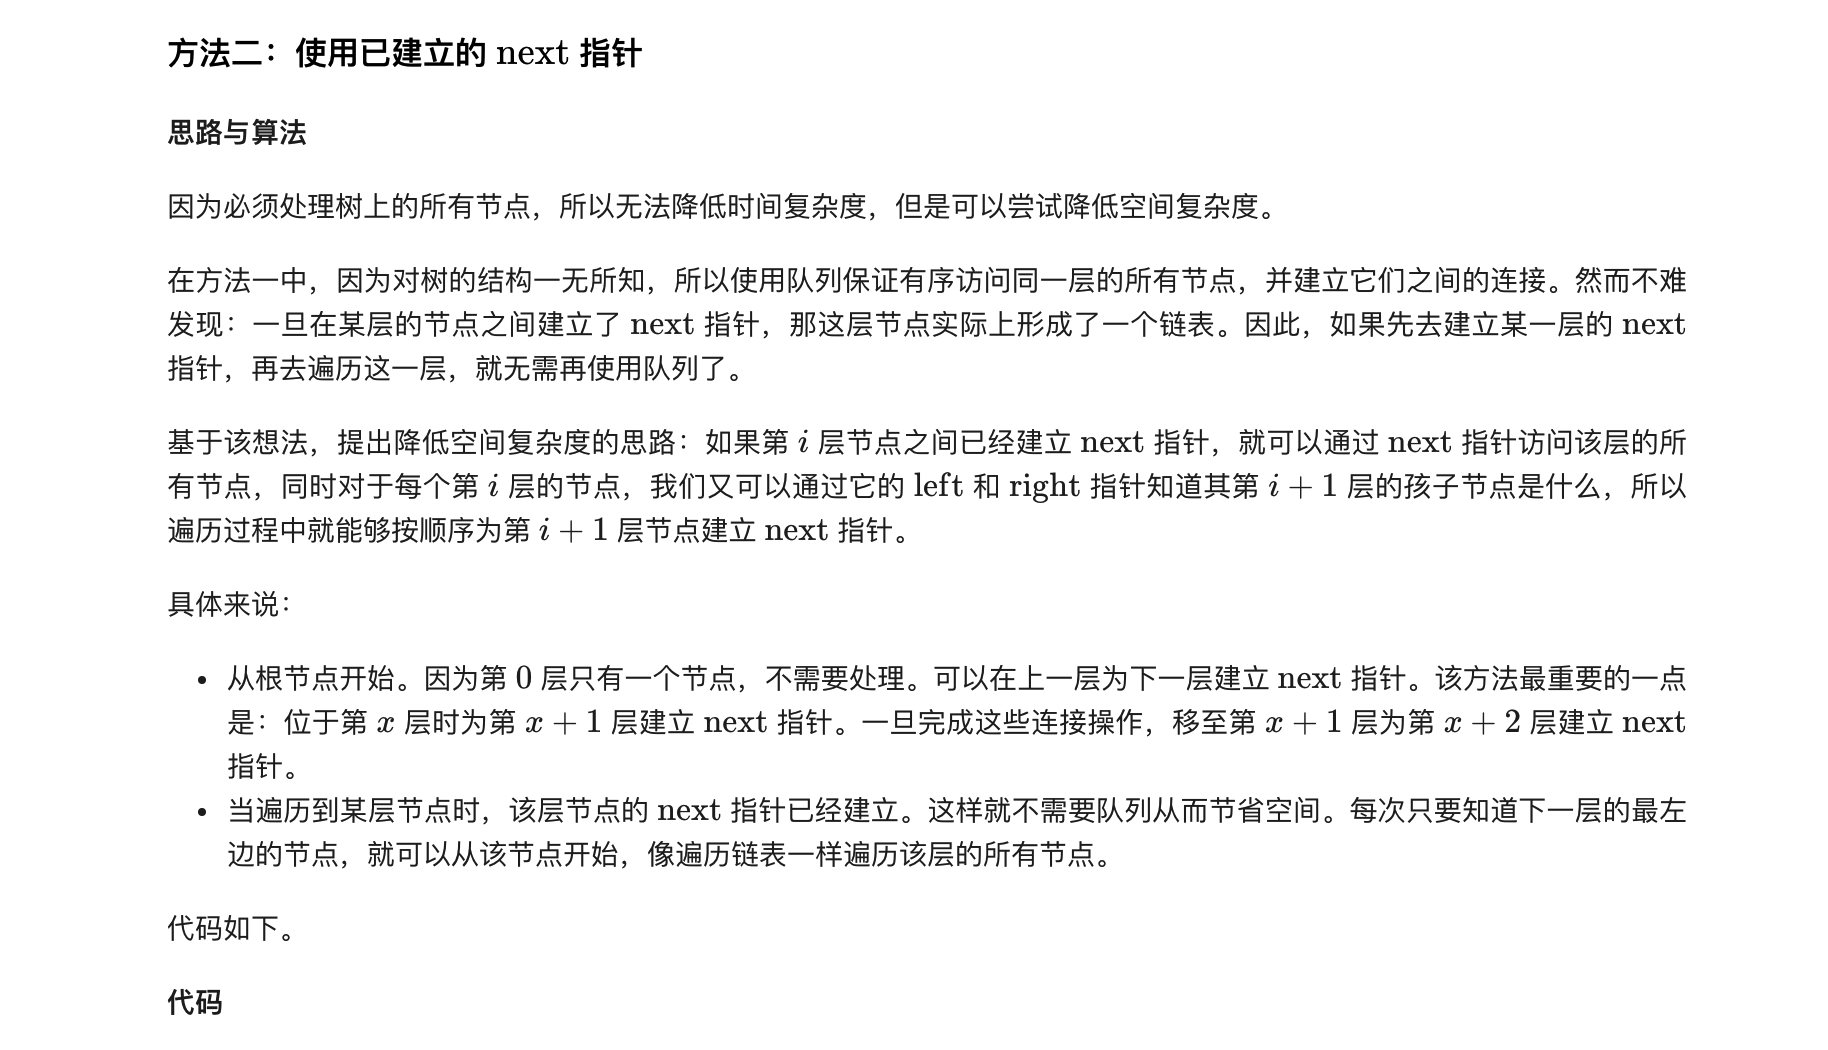 方法二：使用已建立的 next 指针
思路与算法
因为必须处理树上的所有节点，所以无法降低时间复杂度，但是可以尝试降低空间复杂度。
在方法一中，因为对树的结构一无所知，所以使用队列保证有序访问同一层的所有节点，并建立它们之间的连接。然而不难
发现：一旦在某层的节点之间建立了 next 指针，那这层节点实际上形成了一个链表。因此，如果先去建立某一层的 next
指针，再去遍历这一层，就无需再使用队列了。
基于该想法，提出降低空间复杂度的思路：如果第 i 层节点之间已经建立 next 指针，就可以通过 next 指针访问该层的所
有节点，同时对于每个第 i 层的节点，我们又可以通过它的 left 和 right 指针知道其第 i + 1 层的孩子节点是什么，所以
遍历过程中就能够按顺序为第 i + 1 层节点建立 next 指针。
具体来说：
• 从根节点开始。因为第 0 层只有一个节点，不需要处理。可以在上一层为下一层建立 next 指针。该方法最重要的一点
是：位于第 x 层时为第 x + 1 层建立 next 指针。一旦完成这些连接操作，移至第 x + 1 层为第 x + 2 层建立 next
指针。
• 当遍历到某层节点时，该层节点的 next 指针已经建立。这样就不需要队列从而节省空间。每次只要知道下一层的最左
边的节点，就可以从该节点开始，像遍历链表一样遍历该层的所有节点。
代码如下。
代码